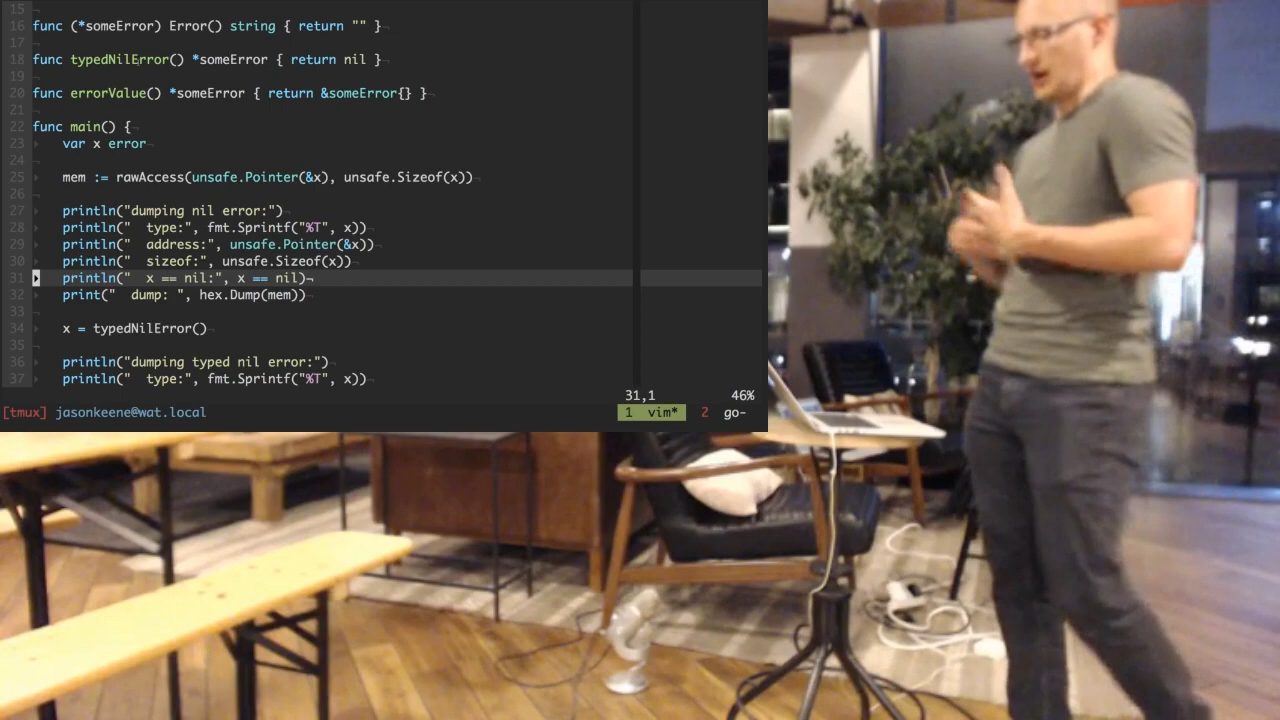 15
16 func (*someError) Error() string { return "" }
17
18 func typedNilError() *someError { return nil }
19
20 func errorValue() *someError { return &someError{} }
21
22 func main() {
23 var x error
24
25 mem := rawAccess(unsafe.Pointer(&x), unsafe.Sizeof(x))
26
27 println("dumping nil error:")
28 println("  type:", fmt.Sprintf("%T", x))
29 println("  address:", unsafe.Pointer(&x))
30 println("  sizeof:", unsafe.Sizeof(x))
31 println("  x == nil:", x == nil)
32 print("  dump: ", hex.Dump(mem))
33
34 x = typedNilError()
35
36 println("dumping typed nil error:")
37 println("  type:", fmt.Sprintf("%T", x))
31,1 46%
[tmux] jasonkeene@wat.local 1 vim* 2 go-